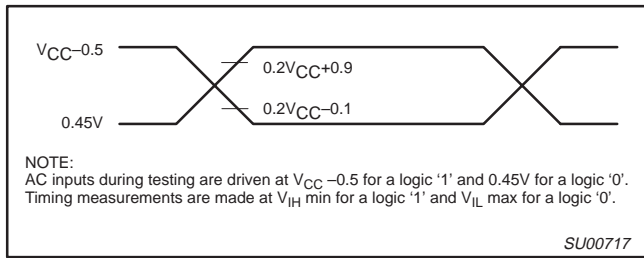 VCC–0.5
0.2VCC+0.9
0.2VCC–0.1
0.45V
NOTE:
AC inputs during testing are driven at VCC –0.5 for a logic ‘1’ and 0.45V for a logic ‘0’.
Timing measurements are made at VIH min for a logic ‘1’ and VIL max for a logic ‘0’.
SU00717